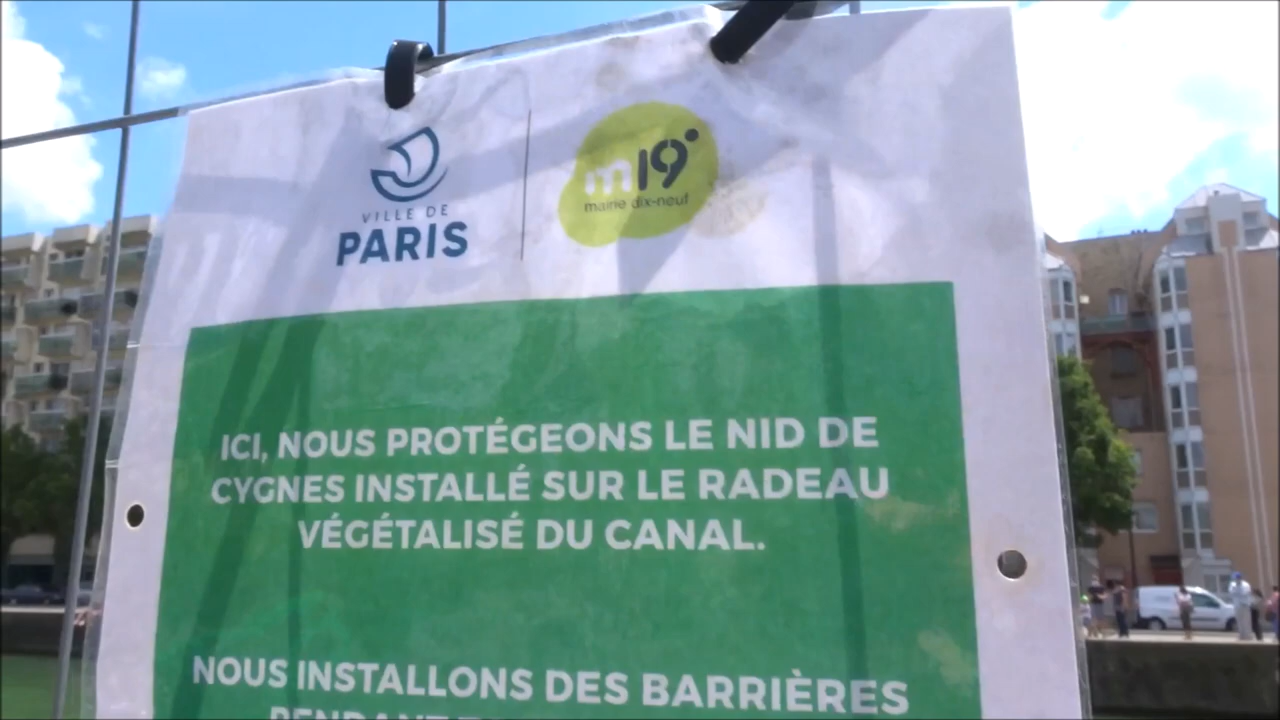 VILLE DE
PARIS
m19
mairie dix-neuf
ICI, NOUS PROTÉGEONS LE NID DE
CYGNES INSTALLÉ SUR LE RADEAU
VÉGÉTALISÉ DU CANAL.
NOUS INSTALLONS DES BARRIÈRES
PENDANT